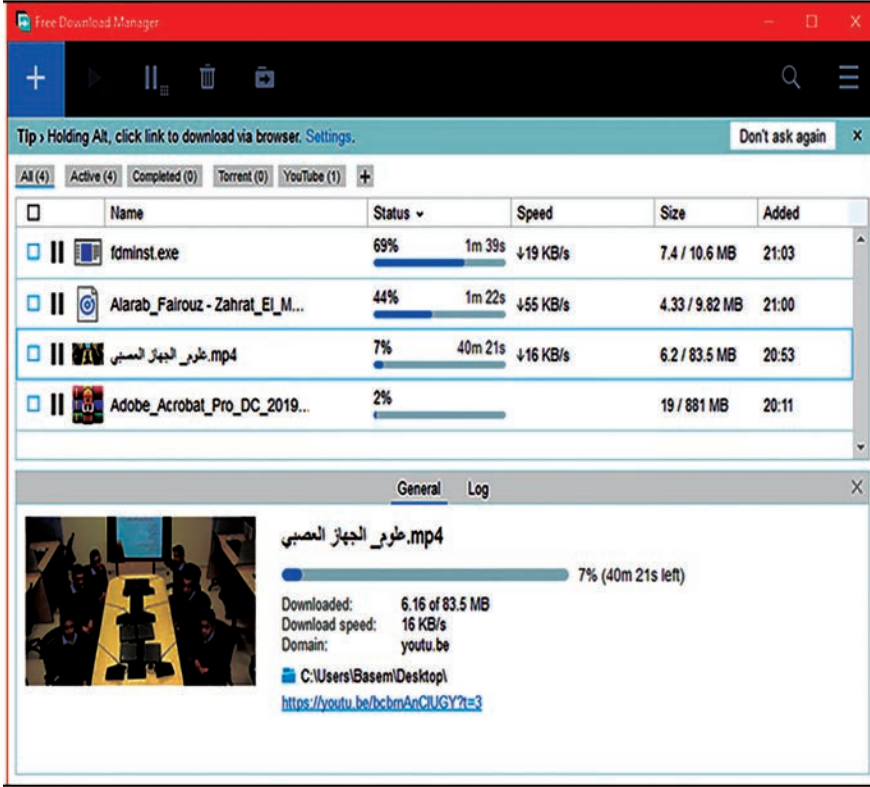 Free Download Manager
Tip › Holding Alt, click link to download via browser. Settings. Don't ask again
All (4) Active (4) Completed (0) Torrent (0) YouTube (1)
Name Status Speed Size Added
fdminst.exe 69% 1m 39s ↓19 KB/s 7.4 / 10.6 MB 21:03
Alarab_Fairouz - Zahrat_El_M... 44% 1m 22s ↓55 KB/s 4.33 / 9.82 MB 21:00
علوم_ الجهاز العصبي.mp4 7% 40m 21s ↓16 KB/s 6.2 / 83.5 MB 20:53
Adobe_Acrobat_Pro_DC_2019... 2% 19 / 881 MB 20:11
General Log
علوم_ الجهاز العصبي.mp4
7% (40m 21s left)
Downloaded: 6.16 of 83.5 MB
Download speed: 16 KB/s
Domain: youtu.be
C:\Users\Basem\Desktop\
https://youtu.be/bcbmAnClUGY?t=3